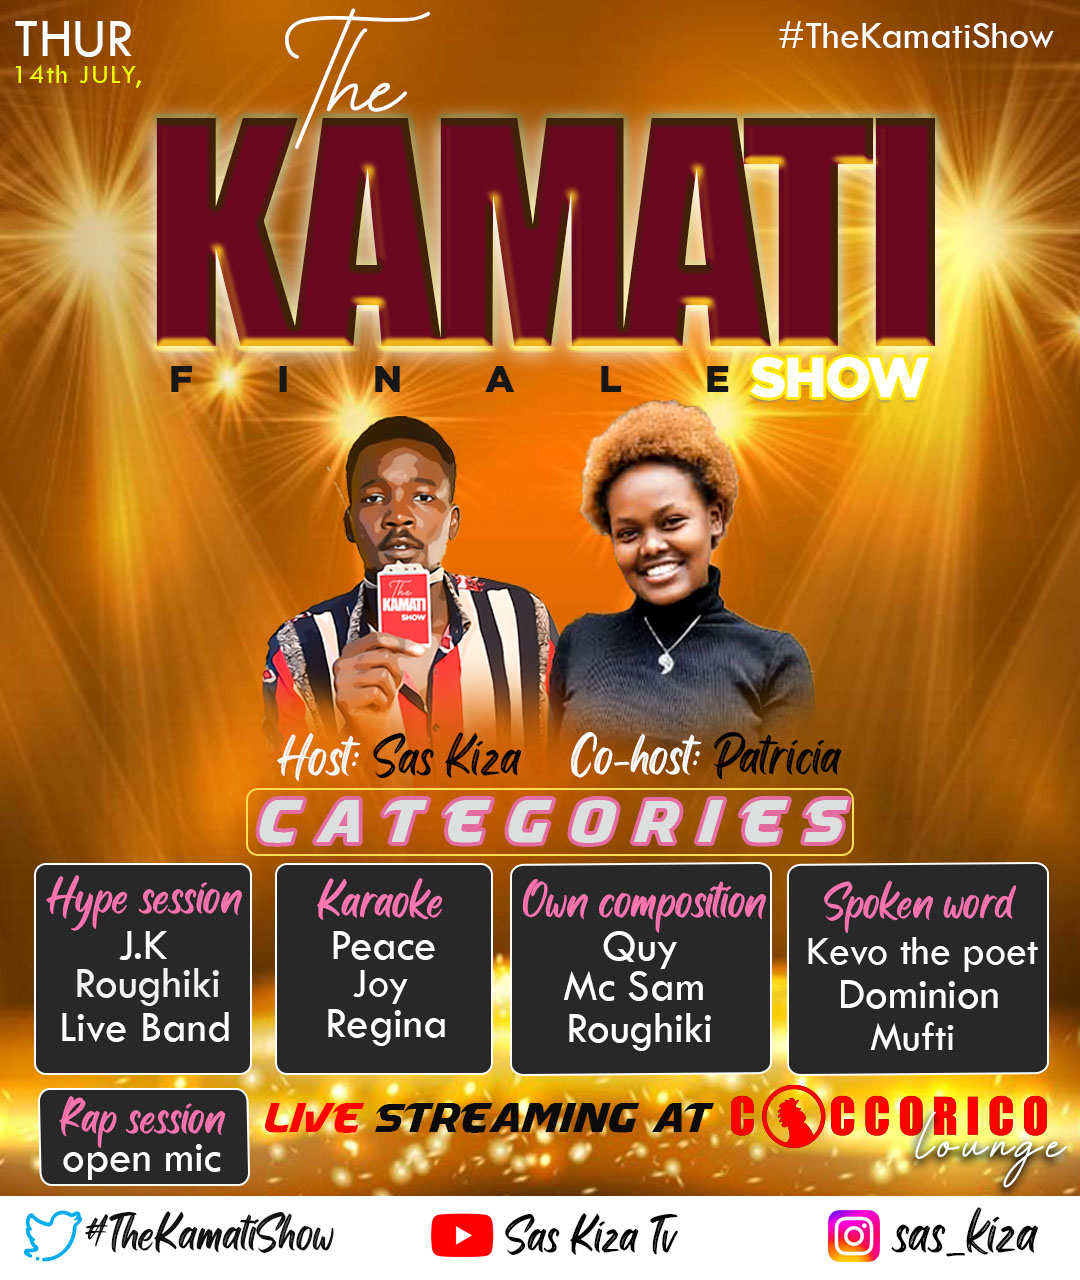 THUR
14th JULY,
#TheKamatiShow
The
KAMATI
FINALE SHOW
The
KAMATI
SHOW
Host: Sas Kiza
Co-host: Patricia
CATEGORIES
Hype session
J.K
Roughiki
Live Band
Karaoke
Peace
Joy
Regina
Own composition
Quy
Mc Sam
Roughiki
Spoken word
Kevo the poet
Dominion
Mufti
Rap session
open mic
LIVE STREAMING AT COCCORICO
lounge
#TheKamatiShow
Sas Kiza Tv
sas_kiza